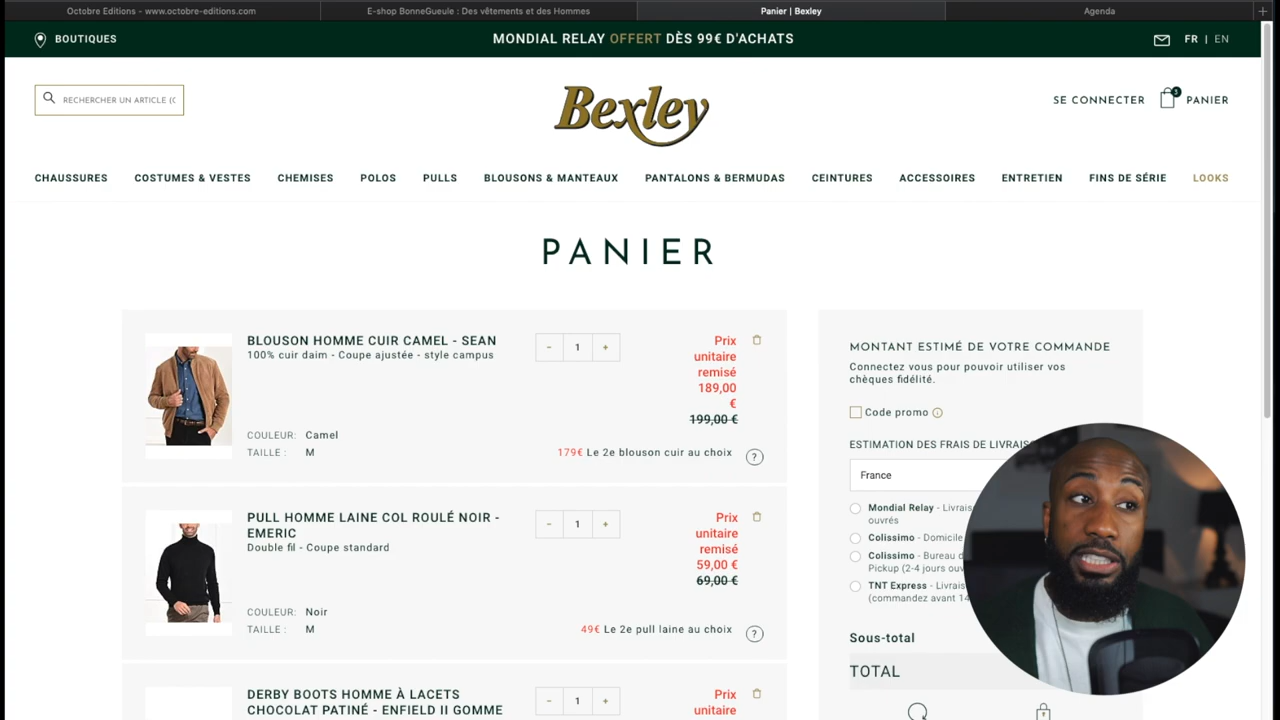 Octobre Editions - www.octobre-editions.com
E-shop BonneGueule : Des vêtements et des Hommes
Panier | Bexley
Agenda
+
BOUTIQUES
MONDIAL RELAY OFFERT DÈS 99€ D'ACHATS
FR | EN
RECHERCHER UN ARTICLE (C
Bexley
SE CONNECTER
3
PANIER
CHAUSSURES
COSTUMES & VESTES
CHEMISES
POLOS
PULLS
BLOUSONS & MANTEAUX
PANTALONS & BERMUDAS
CEINTURES
ACCESSOIRES
ENTRETIEN
FINS DE SÉRIE
LOOKS
PANIER
BLOUSON HOMME CUIR CAMEL - SEAN
100% cuir daim - Coupe ajustée - style campus
- 1 +
Prix
unitaire
remisé
189,00
€
199,00 €
COULEUR: Camel
TAILLE : M
179€ Le 2e blouson cuir au choix ?
PULL HOMME LAINE COL ROULÉ NOIR -
EMERIC
Double fil - Coupe standard
- 1 +
Prix
unitaire
remisé
59,00 €
69,00 €
COULEUR: Noir
TAILLE : M
49€ Le 2e pull laine au choix ?
DERBY BOOTS HOMME À LACETS
CHOCOLAT PATINÉ - ENFIELD II GOMME
- 1 +
Prix
unitaire
MONTANT ESTIMÉ DE VOTRE COMMANDE
Connectez vous pour pouvoir utiliser vos
chèques fidélité.
Code promo i
ESTIMATION DES FRAIS DE LIVRAIS
France
Mondial Relay - Livrais
ouvrés
Colissimo - Domicile
Colissimo - Bureau d
Pickup (2-4 jours ouv
TNT Express - Livrais
(commandez avant 14
Sous-total
TOTAL